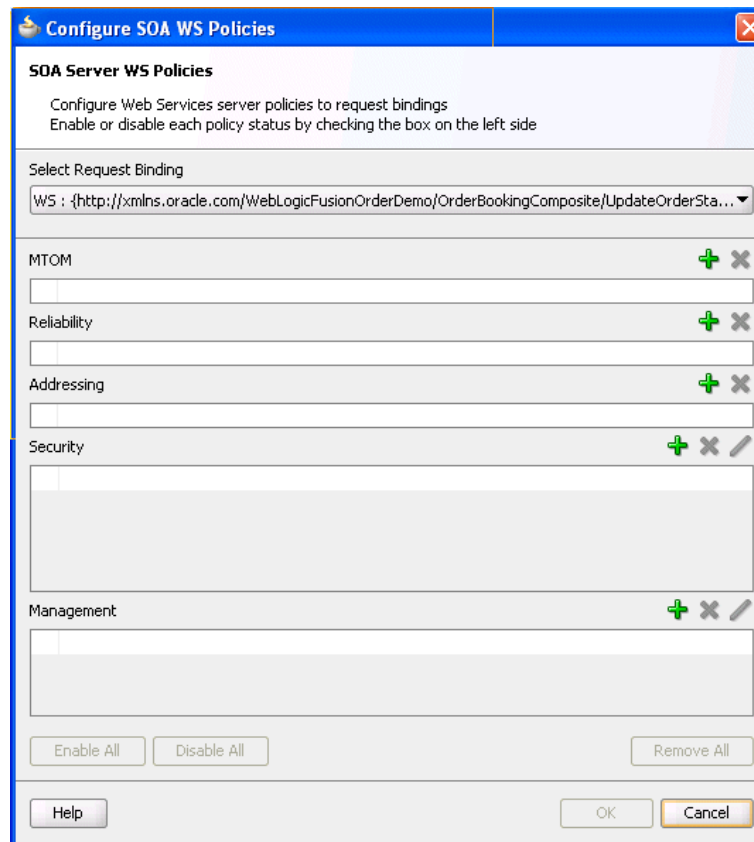 Configure SOA WS Policies
SOA Server WS Policies
Configure Web Services server policies to request bindings
Enable or disable each policy status by checking the box on the left side
Select Request Binding
WS : {http://xmlns.oracle.com/WebLogicFusionOrderDemo/OrderBookingComposite/UpdateOrderSta...
MTOM
Reliability
Addressing
Security
Management
Enable All Disable All Remove All
Help OK Cancel